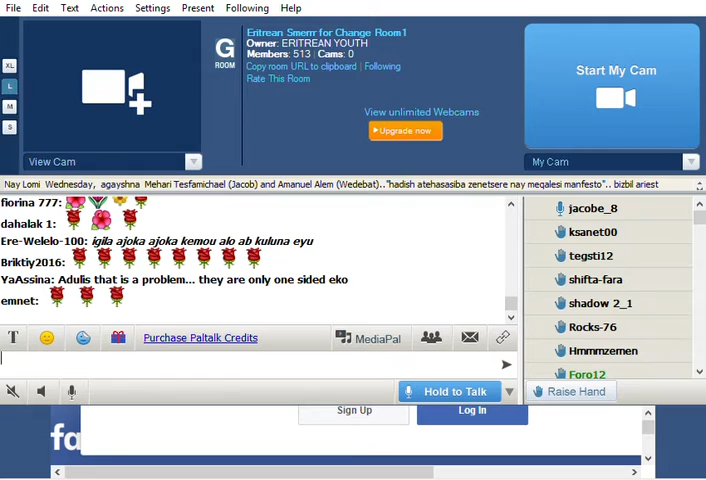 File Edit Text Actions Settings Present Following Help
XL
L
M
S
View Cam
G
ROOM
Eritrean Smerrr for Change Room1
Owner: ERITREAN YOUTH
Members: 513 | Cams: 0
Copy room URL to clipboard | Following
Rate This Room
View unlimited Webcams
Upgrade now
Start My Cam
My Cam
Nay Lomi Wednesday, agayshna Mehari Tesfamichael (Jacob) and Amanuel Alem (Wedebat).."hadish atehasasiba zenetsere nay meqalesi manfesto".. bizbil ariest
fiorina 777:
dahalak 1:
Ere-Welelo-100: igila ajoka ajoka kemou alo ab kuluna eyu
Briktiy2016:
YaAssina: Adulis that is a problem... they are only one sided eko
emnet:
jacobe_8
ksanet00
tegsti12
shifta-fara
shadow 2_1
Rocks-76
Hmmmzemen
Foro12
T
Purchase Paltalk Credits
MediaPal
Hold to Talk
Raise Hand
Sign Up
Log In
fa